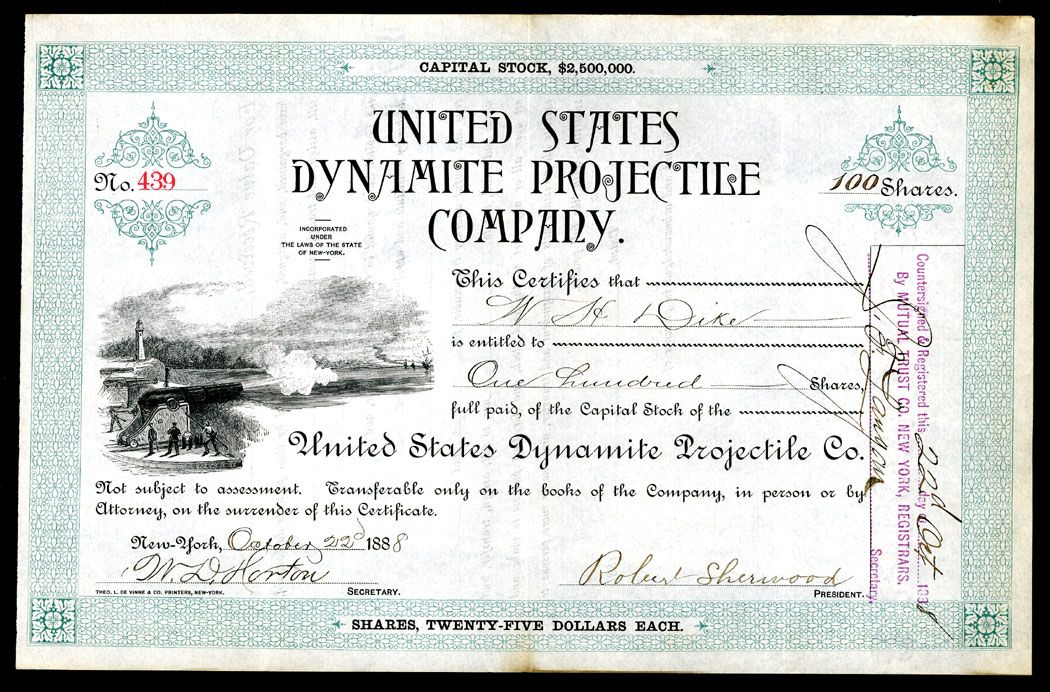 CAPITAL STOCK, $2,500,000.
UNITED STATES
DYNAMITE PROJECTILE
COMPANY.
No. 439
100 Shares.
INCORPORATED
UNDER
THE LAWS OF THE STATE
OF NEW-YORK.
This Certifies that
W H Dike
is entitled to
One hundred Shares,
full paid, of the Capital Stock of the
United States Dynamite Projectile Co.
Not subject to assessment. Transferable only on the books of the Company, in person or by
Attorney, on the surrender of this Certificate.
New-York, October 22d 1888
W. D. Horton
SECRETARY.
Robert Sherwood
PRESIDENT.
THEO. L. DE VINNE & CO. PRINTERS, NEW-YORK.
SHARES, TWENTY-FIVE DOLLARS EACH.
Countersigned & Registered this 22d day of Oct 1888
By MUTUAL TRUST CO. NEW YORK, REGISTRARS.
Secretary.